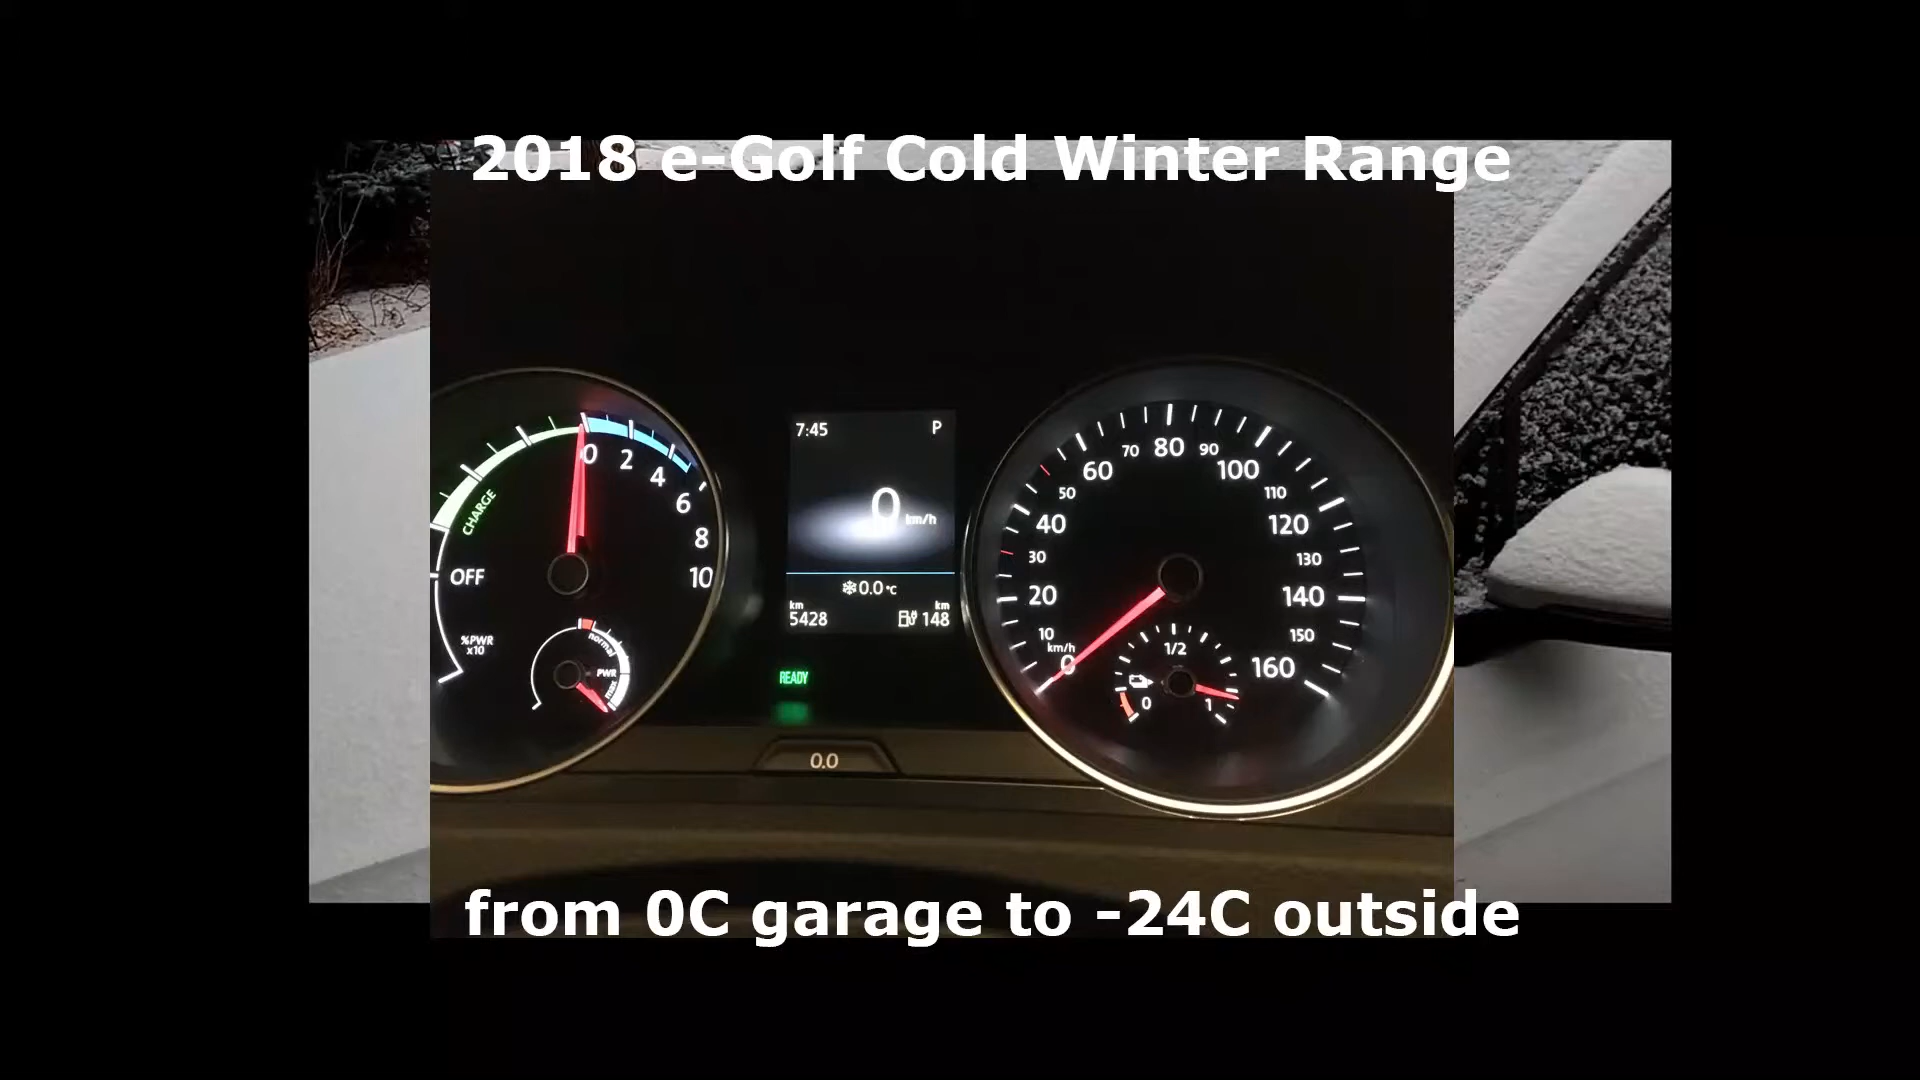 2018 e-Golf Cold Winter Range
CHARGE
OFF
0
2
4
6
8
10
%PWR
x10
normal
PWR
max
7:45 P
0 km/h
❄0.0 °C
km km
5428 148
READY
0.0
0
10
20
30
40
50
60
70
80
90
100
110
120
130
140
150
160
km/h
1/2
0 1
from 0C garage to -24C outside